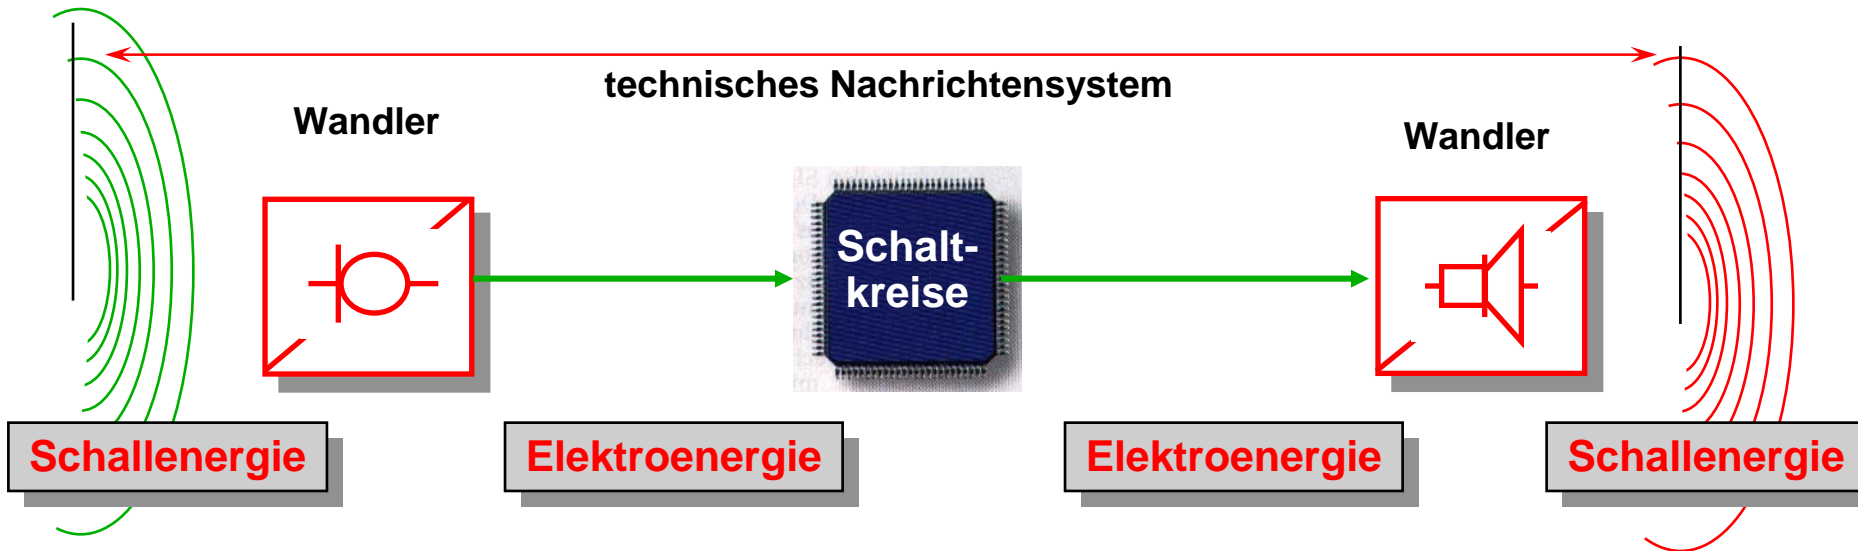 technisches Nachrichtensystem
Wandler
Wandler
Schalt-
kreise
Schallenergie
Elektroenergie
Elektroenergie
Schallenergie